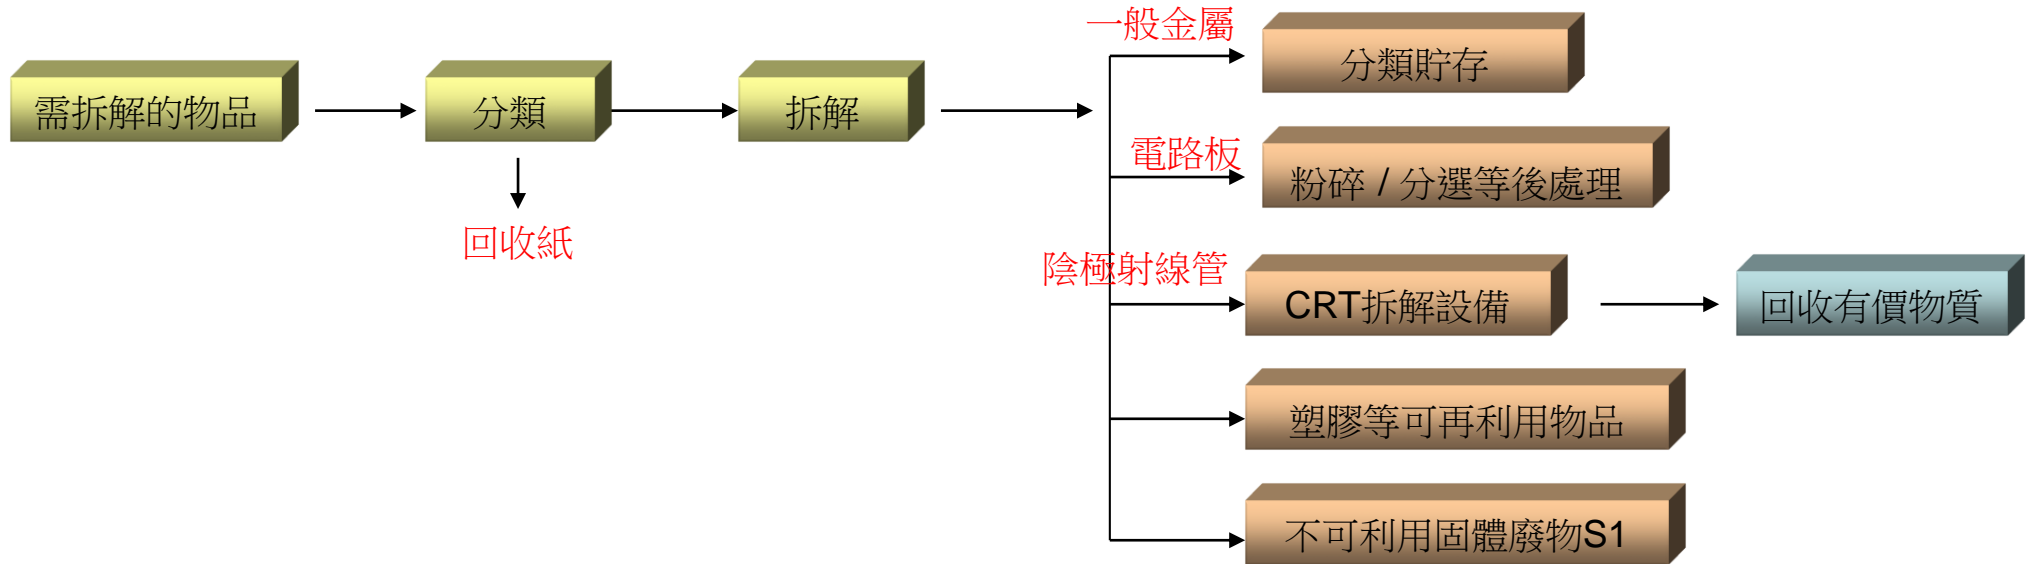 需拆解的物品
分類
拆解
回收紙
一般金屬
分類貯存
電路板
粉碎 / 分選等後處理
陰極射線管
CRT拆解設備
回收有價物質
塑膠等可再利用物品
不可利用固體廢物S1